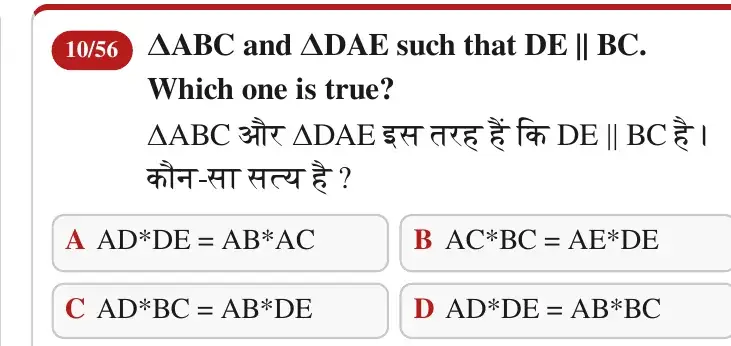 10/56 ΔABC and ΔDAE such that DE || BC.
Which one is true?
ΔABC और ΔDAE इस तरह हैं कि DE || BC है।
कौन-सा सत्य है ?
A AD*DE = AB*AC
B AC*BC = AE*DE
C AD*BC = AB*DE
D AD*DE = AB*BC